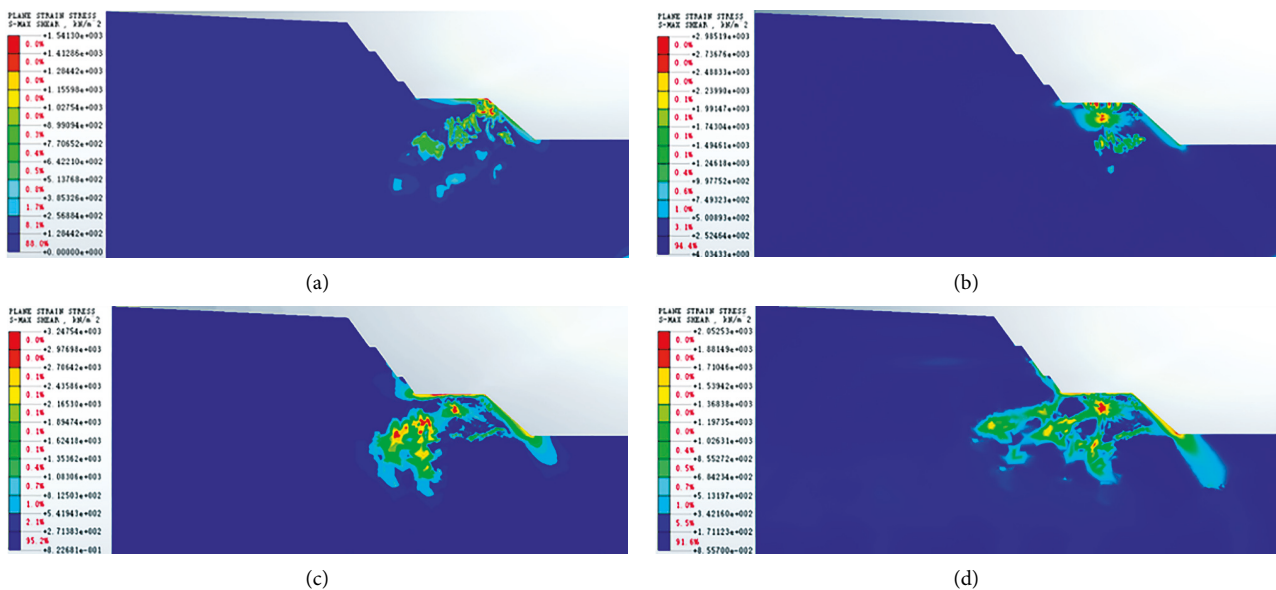 PLANE STRAIN STRESS
S-MAX SHEAR , kN/m^2
+1.54130e+003
0.0%
+1.41286e+003
0.0%
+1.28442e+003
0.0%
+1.15598e+003
0.0%
+1.02754e+003
0.0%
+8.99094e+002
0.2%
+7.70652e+002
0.4%
+6.42210e+002
0.5%
+5.13768e+002
0.8%
+3.85326e+002
1.7%
+2.56884e+002
8.1%
+1.28442e+002
88.0%
+0.00000e+000
(a)
PLANE STRAIN STRESS
S-MAX SHEAR , kN/m^2
+2.98519e+003
0.0%
+2.73676e+003
0.0%
+2.48833e+003
0.0%
+2.23990e+003
0.1%
+1.99147e+003
0.1%
+1.74304e+003
0.1%
+1.49461e+003
0.1%
+1.24618e+003
0.4%
+9.97752e+002
0.6%
+7.49323e+002
1.0%
+5.00893e+002
3.1%
+2.52464e+002
94.4%
+4.03433e+000
(b)
PLANE STRAIN STRESS
S-MAX SHEAR , kN/m^2
+3.24754e+003
0.0%
+2.97698e+003
0.0%
+2.70642e+003
0.1%
+2.43586e+003
0.1%
+2.16530e+003
0.1%
+1.89474e+003
0.1%
+1.62418e+003
0.4%
+1.35362e+003
0.4%
+1.08306e+003
0.7%
+8.12503e+002
1.0%
+5.41943e+002
2.1%
+2.71383e+002
95.2%
+8.22681e-001
(c)
PLANE STRAIN STRESS
S-MAX SHEAR , kN/m^2
+2.05253e+003
0.0%
+1.88149e+003
0.0%
+1.71046e+003
0.0%
+1.53942e+003
0.1%
+1.36838e+003
0.2%
+1.19735e+003
0.4%
+1.02631e+003
0.4%
+8.55272e+002
0.5%
+6.84234e+002
0.7%
+5.13197e+002
1.0%
+3.42160e+002
5.5%
+1.71123e+002
91.6%
+8.55700e-002
(d)